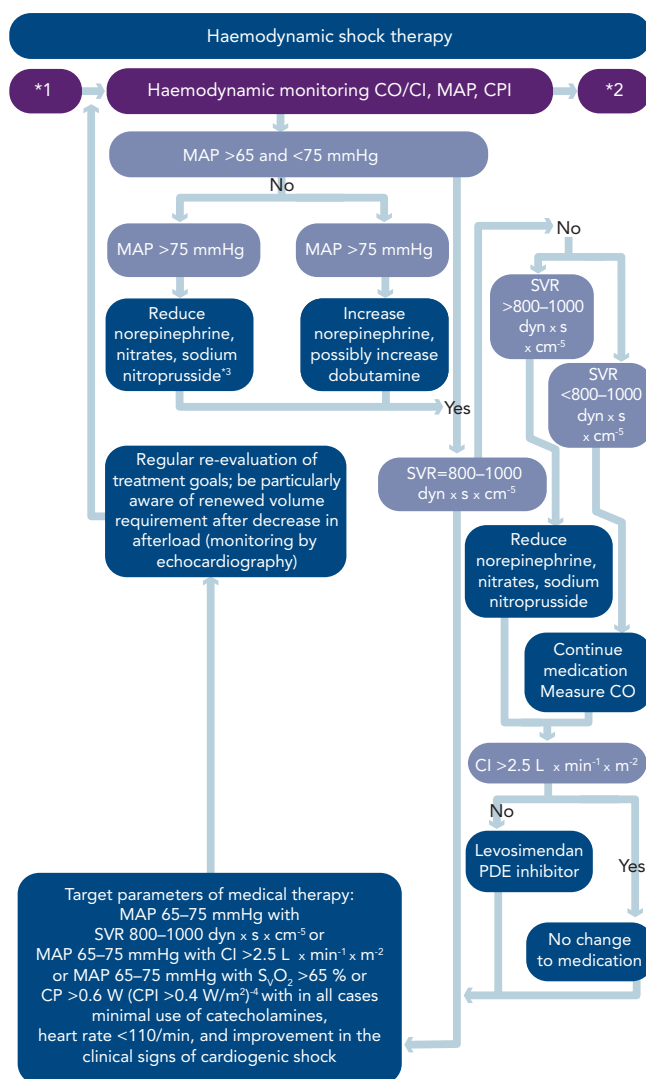 Haemodynamic shock therapy
*1
Haemodynamic monitoring CO/CI, MAP, CPI
*2
MAP >65 and <75 mmHg
No
MAP >75 mmHg
MAP >75 mmHg
Reduce
norepinephrine,
nitrates, sodium
nitroprusside*3
Increase
norepinephrine,
possibly increase
dobutamine
Yes
No
SVR
>800–1000
dyn x s
x cm-5
SVR
<800–1000
dyn x s
x cm-5
SVR=800–1000
dyn x s x cm-5
Regular re-evaluation of
treatment goals; be particularly
aware of renewed volume
requirement after decrease in
afterload (monitoring by
echocardiography)
Reduce
norepinephrine,
nitrates, sodium
nitroprusside
Continue
medication
Measure CO
CI >2.5 L x min-1 x m-2
No
Levosimendan
PDE inhibitor
Yes
No change
to medication
Target parameters of medical therapy:
MAP 65–75 mmHg with
SVR 800–1000 dyn x s x cm-5 or
MAP 65–75 mmHg with CI >2.5 L x min-1 x m-2
or MAP 65–75 mmHg with SVO2 >65 % or
CP >0.6 W (CPI >0.4 W/m2)-4 with in all cases
minimal use of catecholamines,
heart rate <110/min, and improvement in the
clinical signs of cardiogenic shock